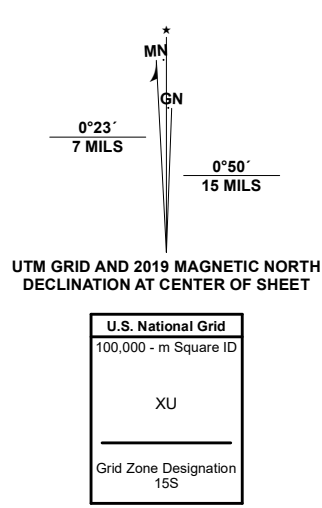 ★
MN
GN
0°23´
7 MILS
0°50´
15 MILS
UTM GRID AND 2019 MAGNETIC NORTH
DECLINATION AT CENTER OF SHEET
U.S. National Grid
100,000 - m Square ID
XU
Grid Zone Designation
15S